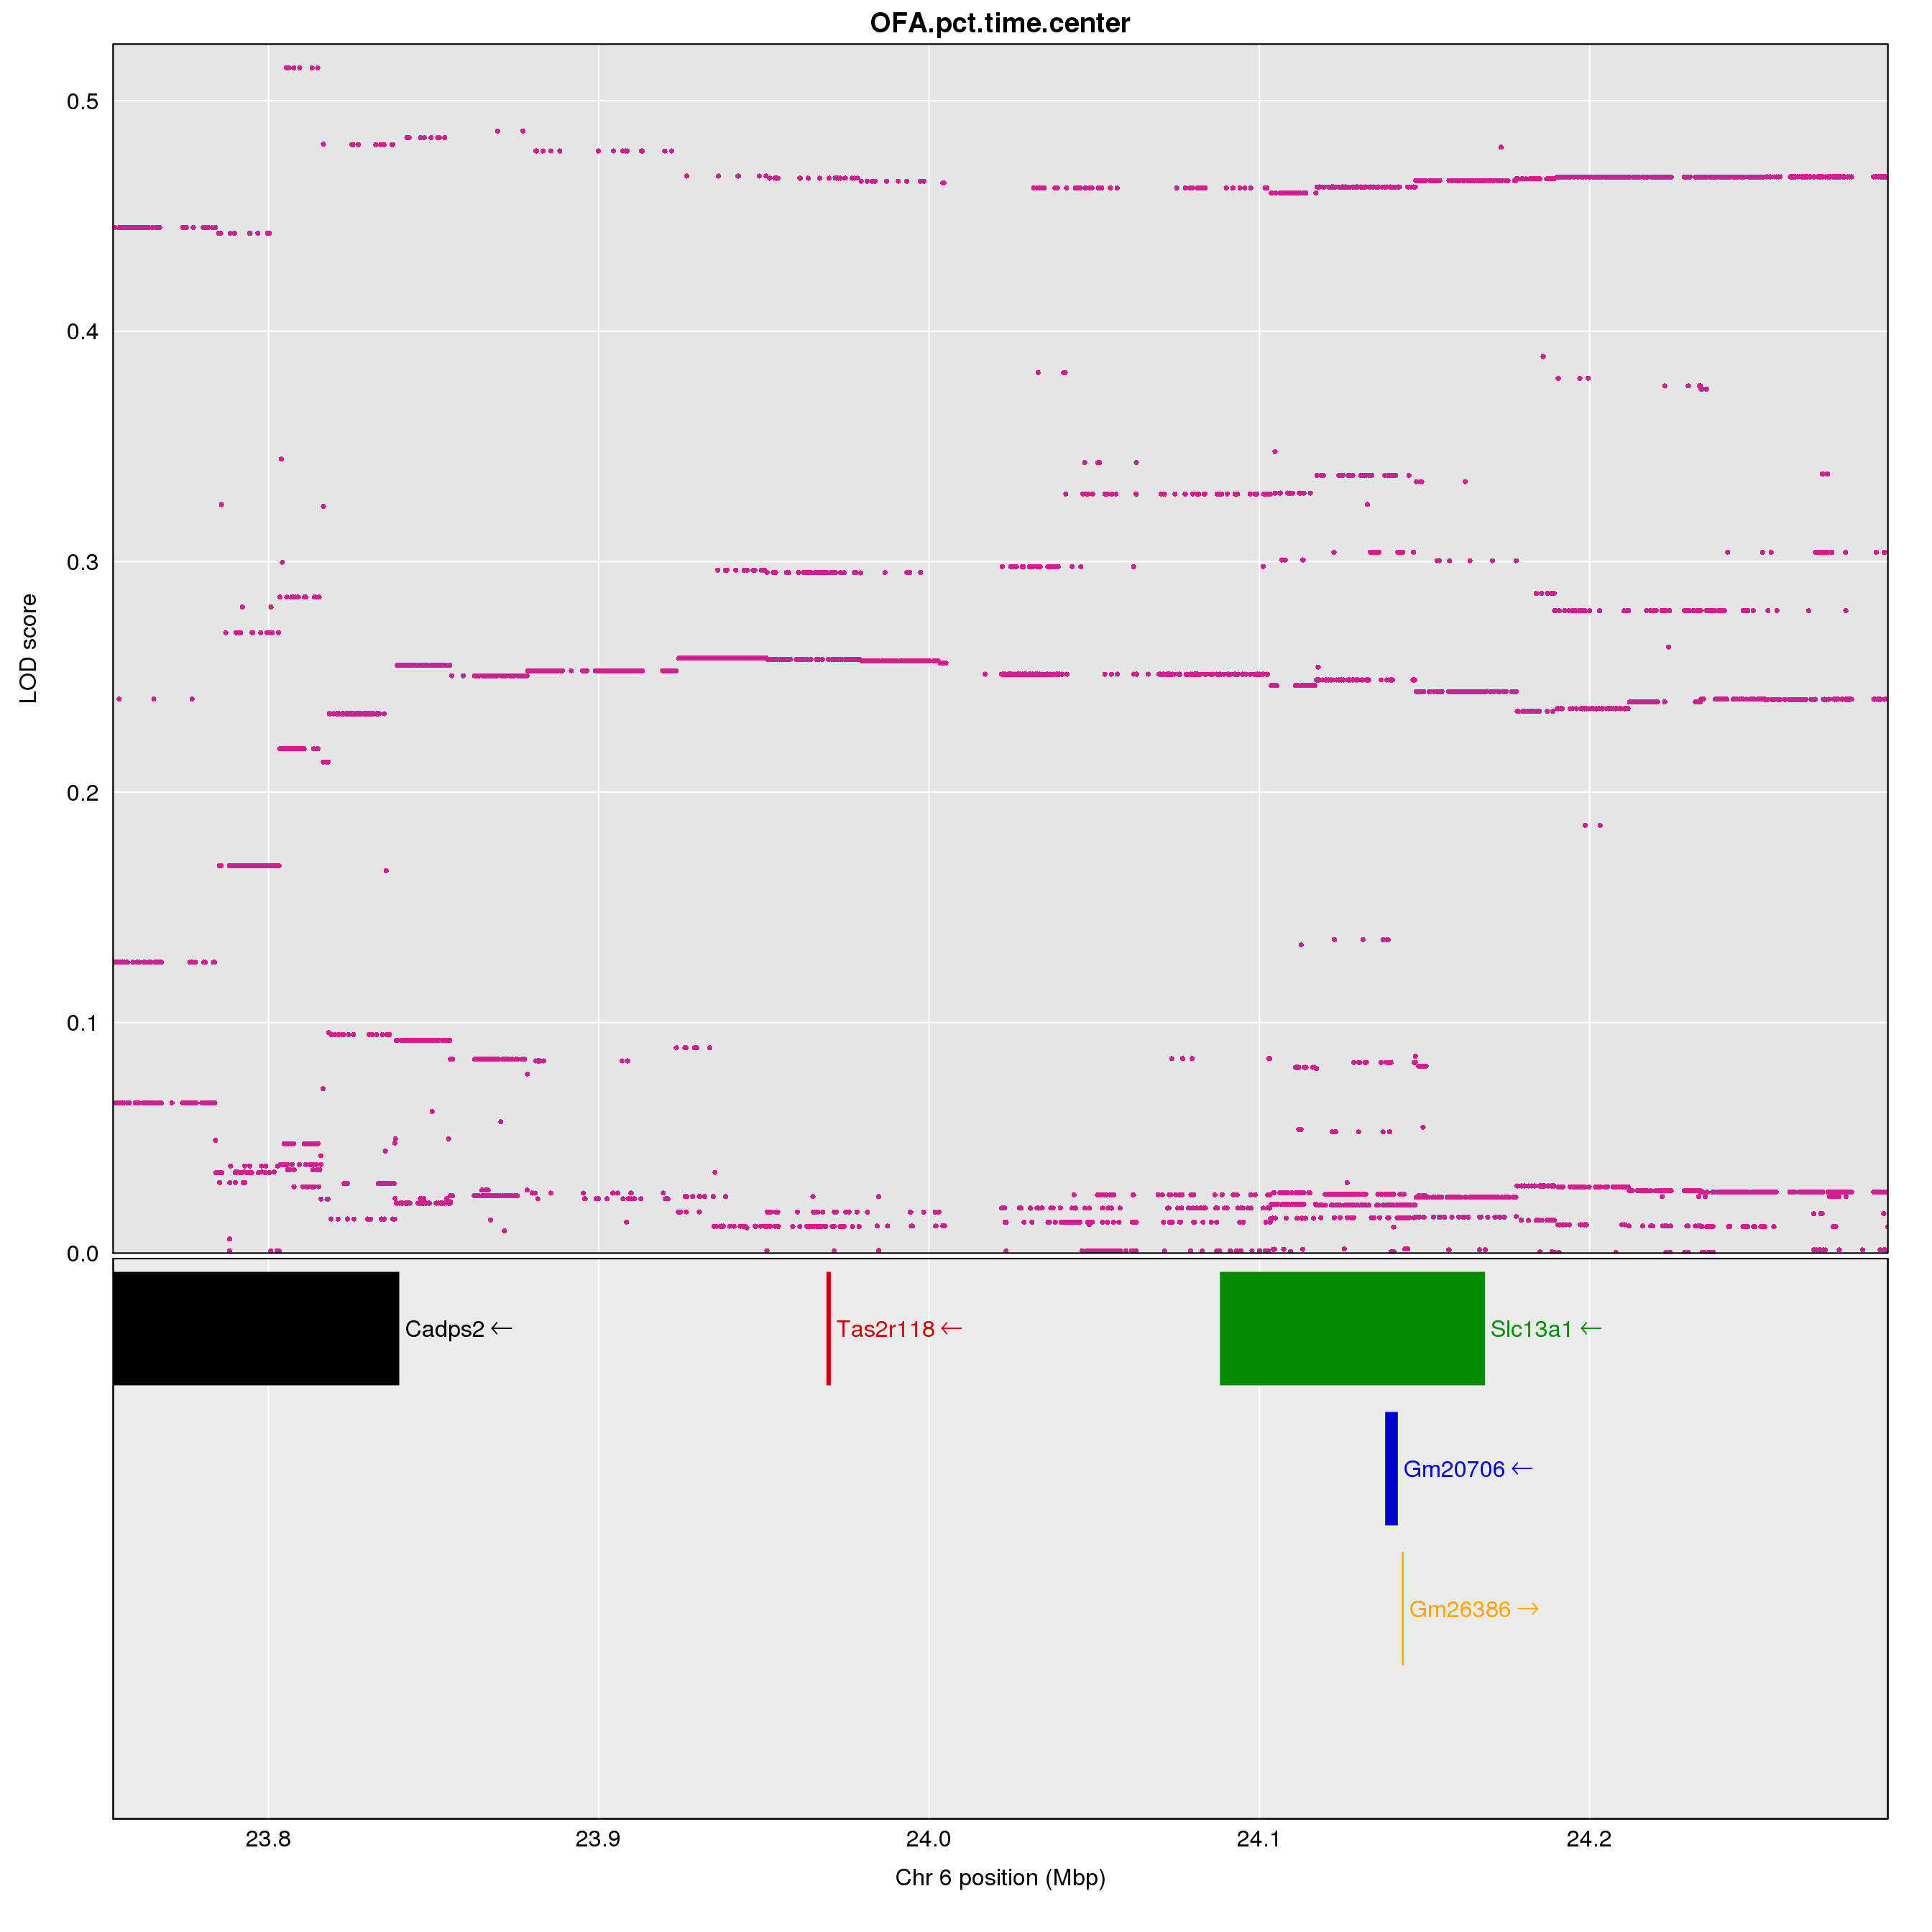 OFA.pct.time.center
0.5
0.4
0.3
0.2
0.1
0.0
LOD score
Cadps2 ←
Tas2r118 ←
Slc13a1 ←
Gm20706 ←
Gm26386 →
23.8 23.9 24.0 24.1 24.2
Chr 6 position (Mbp)